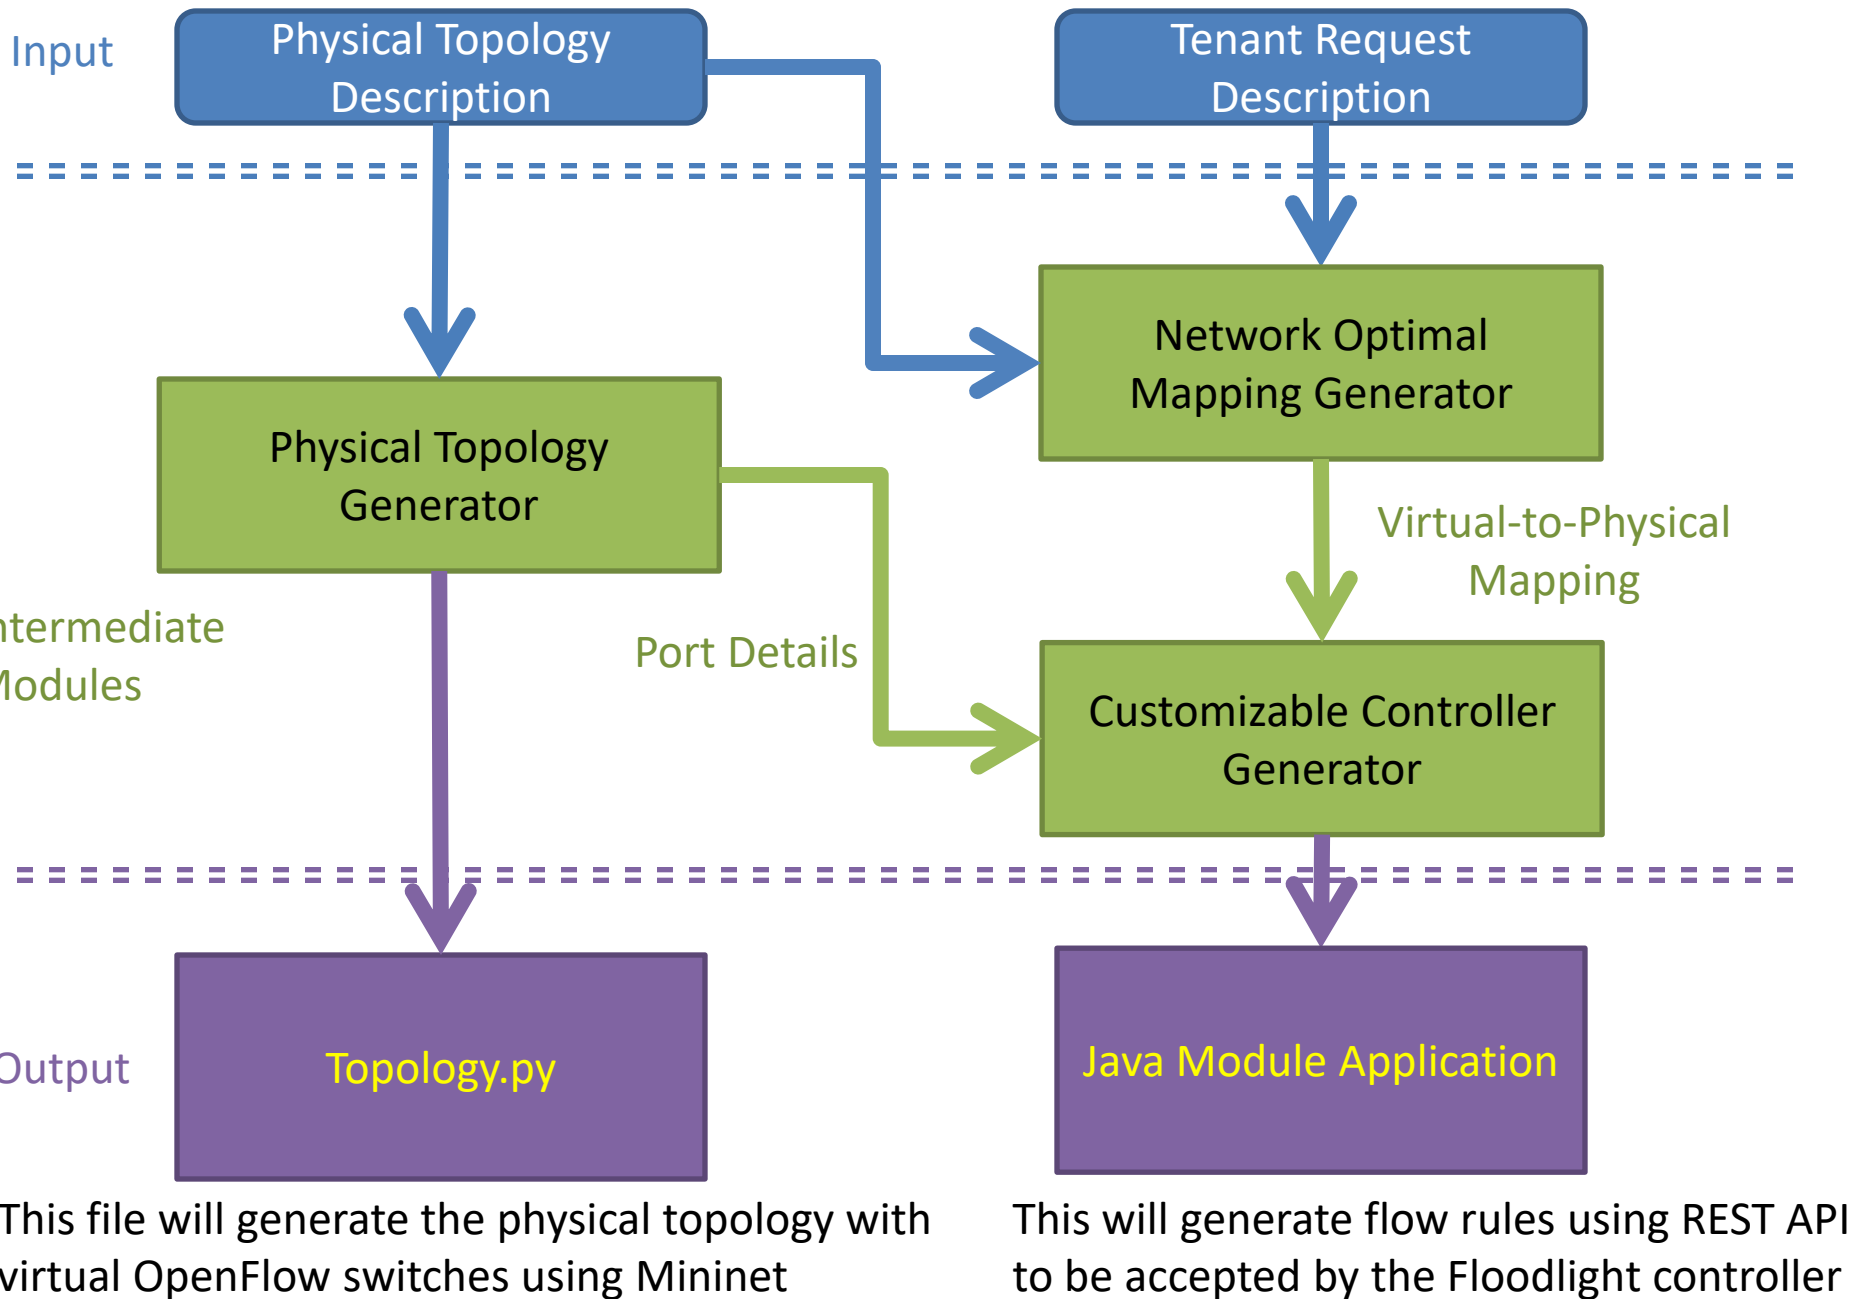 Input
Physical Topology
Description
Tenant Request
Description
Network Optimal
Mapping Generator
Physical Topology
Generator
Virtual-to-Physical
Mapping
ntermediate
Modules
Port Details
Customizable Controller
Generator
Output
Topology.py
Java Module Application
This file will generate the physical topology with
virtual OpenFlow switches using Mininet
This will generate flow rules using REST API
to be accepted by the Floodlight controller